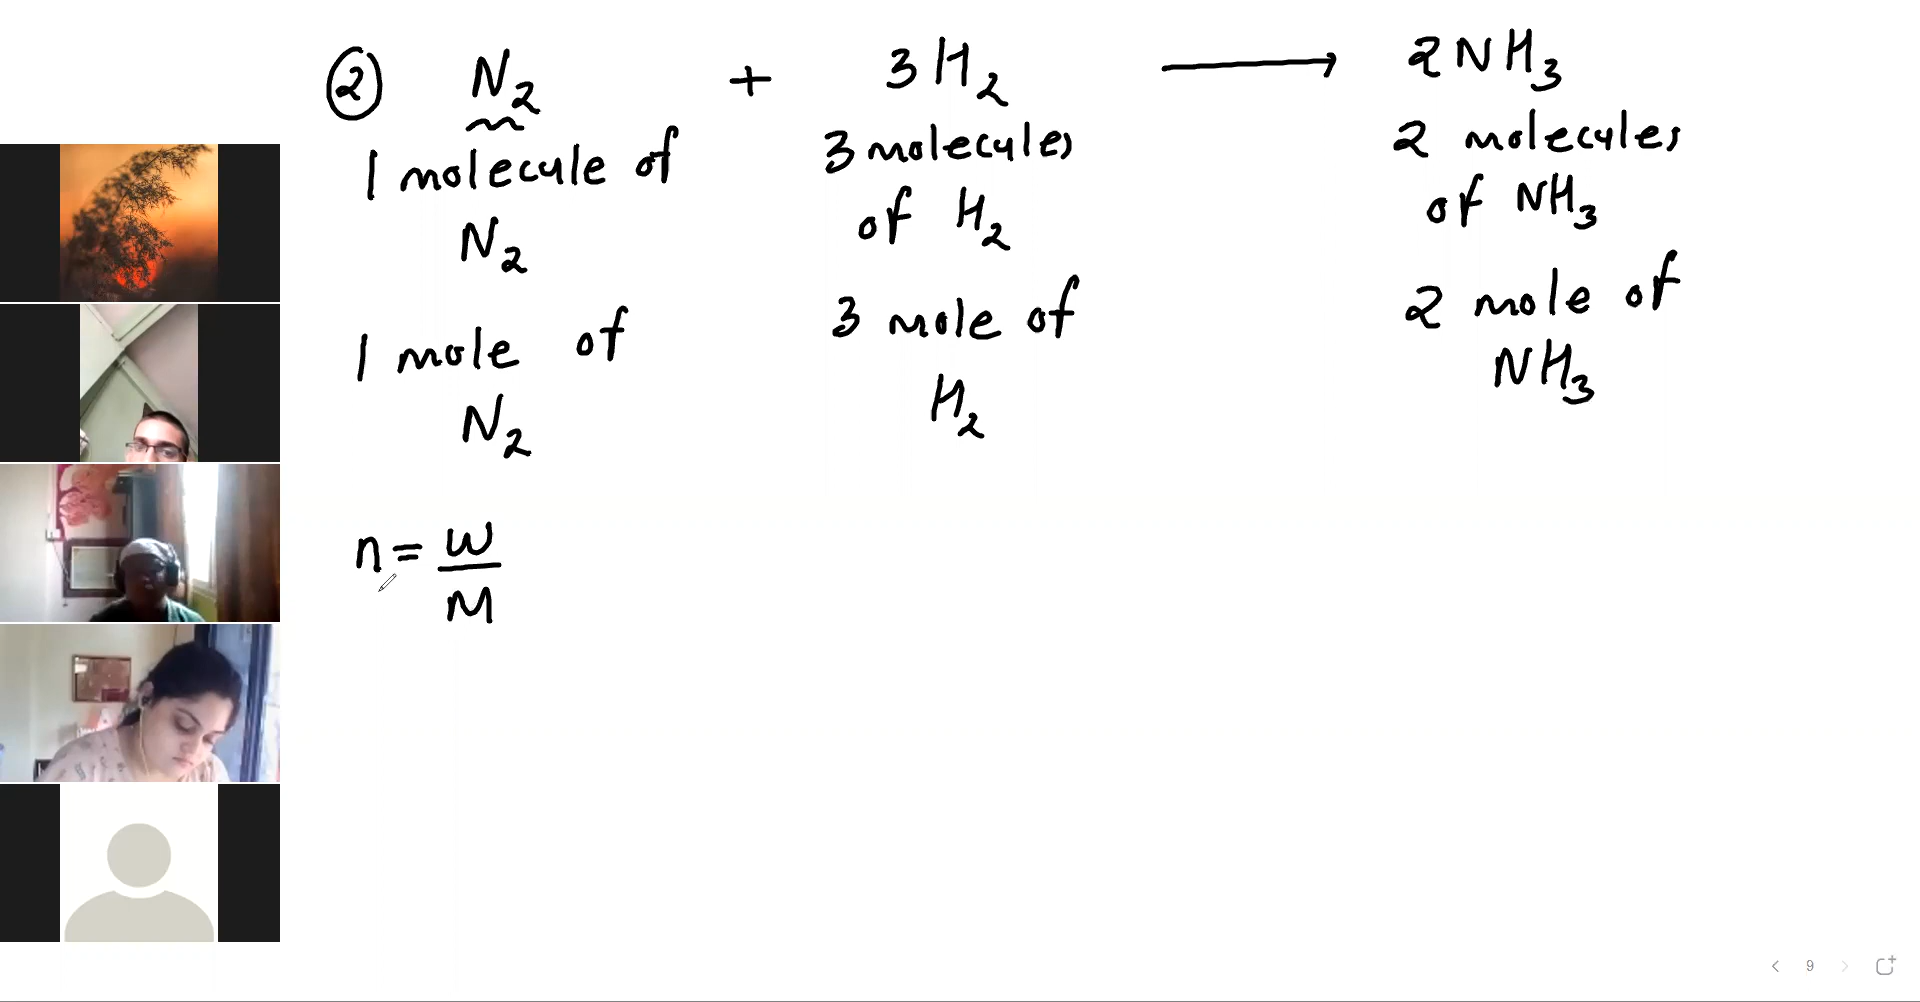 ② N₂ + 3H₂ ⟶ 2NH₃
1 molecule of
N₂
3 molecules
of H₂
2 molecules
of NH₃
1 mole of
N₂
3 mole of
H₂
2 mole of
NH₃
n = w/M
9